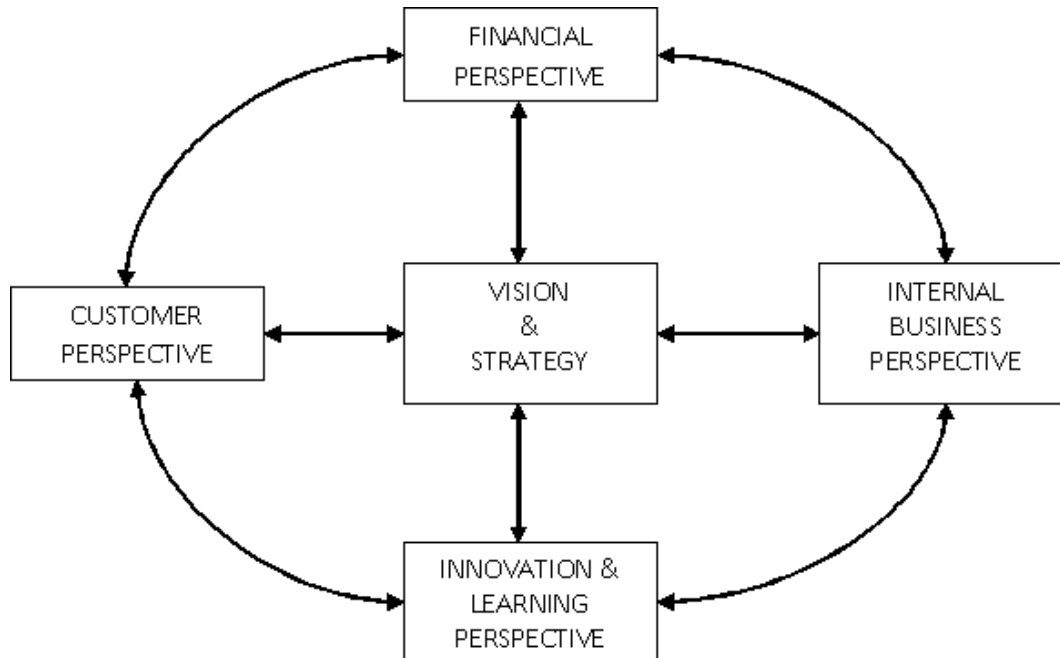 FINANCIAL
PERSPECTIVE
CUSTOMER
PERSPECTIVE
VISION
&
STRATEGY
INTERNAL
BUSINESS
PERSPECTIVE
INNOVATION &
LEARNING
PERSPECTIVE